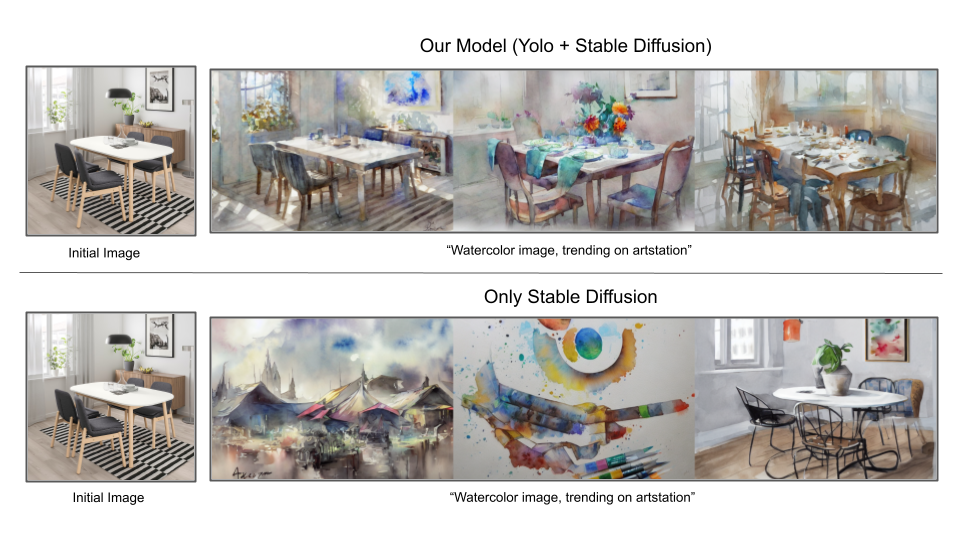 Our Model (Yolo + Stable Diffusion)
Initial Image
“Watercolor image, trending on artstation”
Only Stable Diffusion
Initial Image
“Watercolor image, trending on artstation”